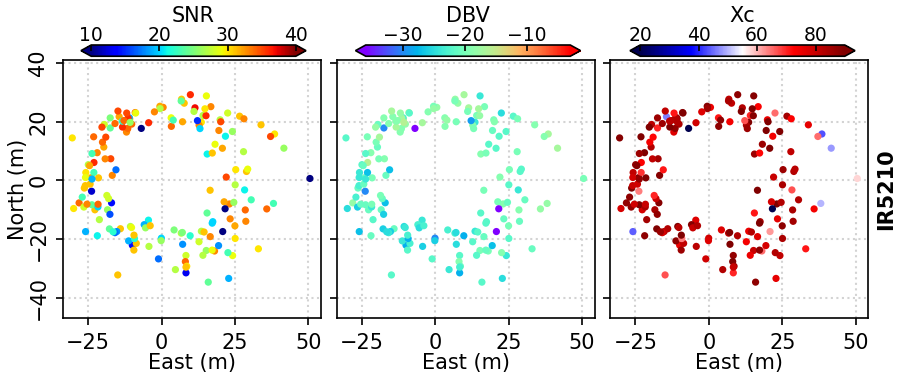 SNR DBV Xc
10 20 30 40 −30 −20 −10 20 40 60 80
40
20
0
−20
−40
North (m)
−25 0 25 50 −25 0 25 50 −25 0 25 50
East (m) East (m) East (m)
IR5210